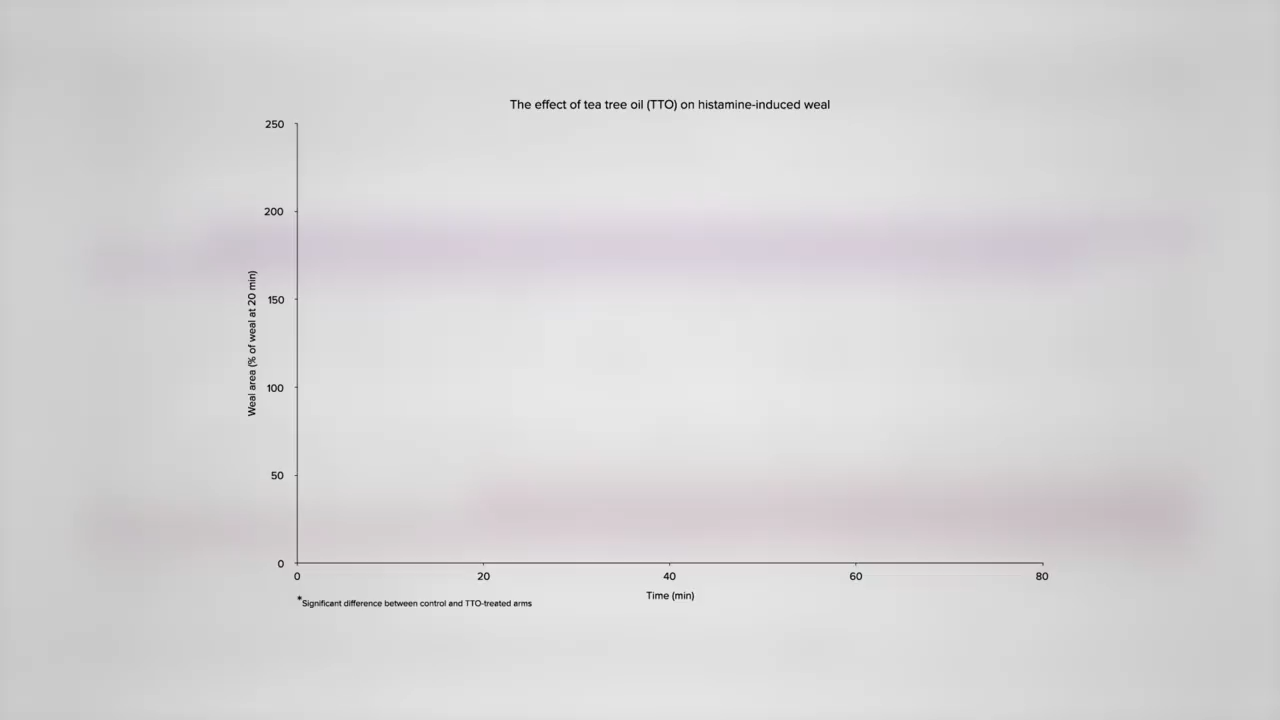 The effect of tea tree oil (TTO) on histamine-induced weal
250
200
150
100
50
0
Weal area (% of weal at 20 min)
0 20 40 60 80
Time (min)
*Significant difference between control and TTO-treated arms